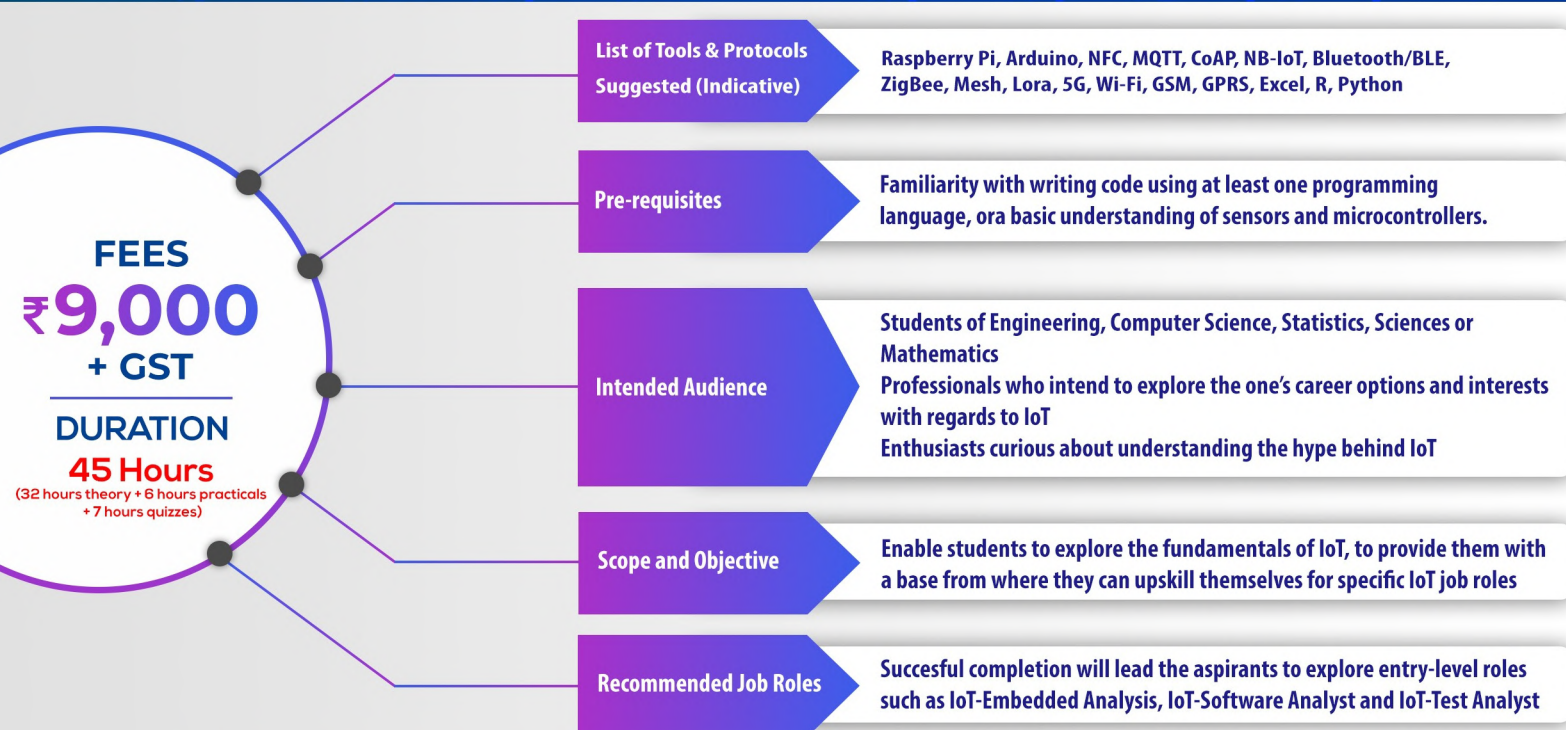 FEES
₹9,000
+ GST
DURATION
45 Hours
(32 hours theory + 6 hours practicals
+ 7 hours quizzes)
List of Tools & Protocols
Suggested (Indicative)
Raspberry Pi, Arduino, NFC, MQTT, CoAP, NB-IoT, Bluetooth/BLE,
ZigBee, Mesh, Lora, 5G, Wi-Fi, GSM, GPRS, Excel, R, Python
Pre-requisites
Familiarity with writing code using at least one programming
language, ora basic understanding of sensors and microcontrollers.
Intended Audience
Students of Engineering, Computer Science, Statistics, Sciences or
Mathematics
Professionals who intend to explore the one's career options and interests
with regards to IoT
Enthusiasts curious about understanding the hype behind IoT
Scope and Objective
Enable students to explore the fundamentals of IoT, to provide them with
a base from where they can upskill themselves for specific IoT job roles
Recommended Job Roles
Succesful completion will lead the aspirants to explore entry-level roles
such as IoT-Embedded Analysis, IoT-Software Analyst and IoT-Test Analyst